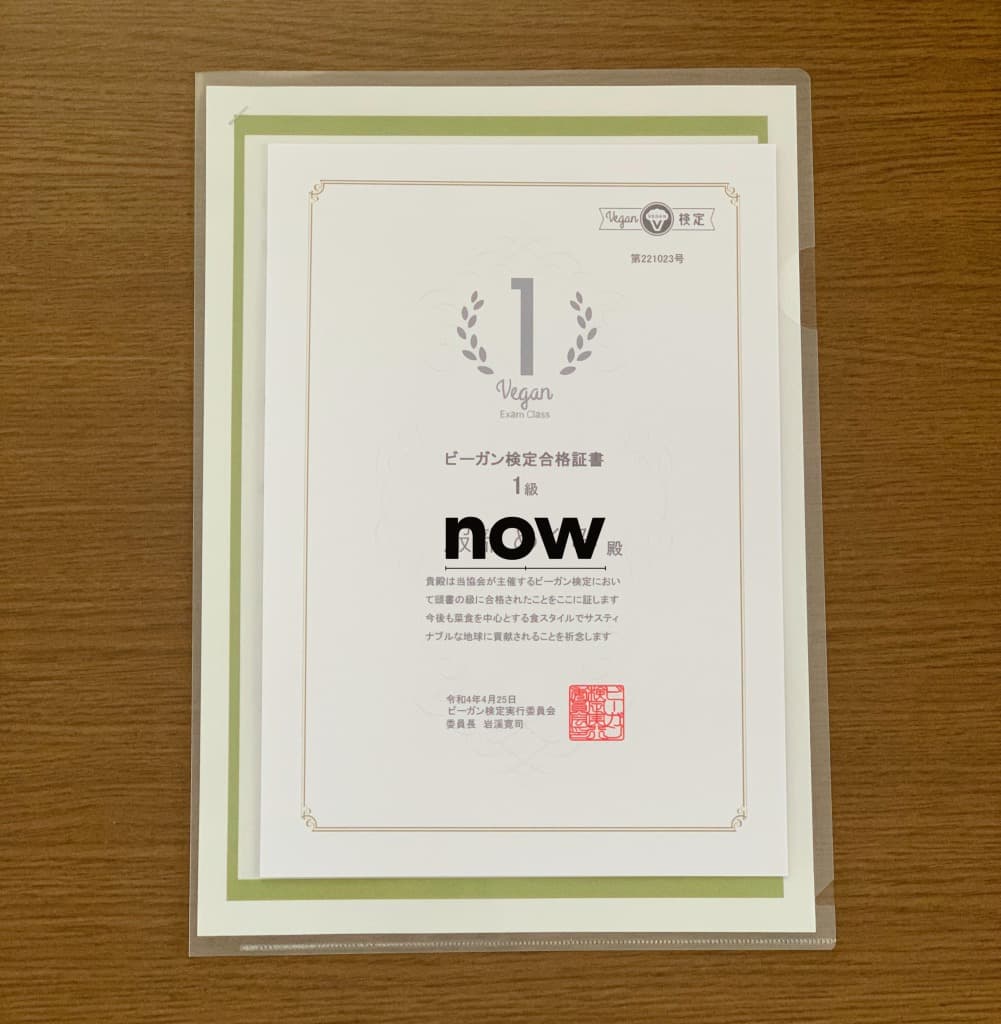 Vegan VEGAN V 検定
第221023号
1
Vegan
Exam Class
ビーガン検定合格証書
1級
now
殿
貴殿は当協会が主催するビーガン検定におい
て頭書の級に合格されたことをここに証します
今後も菜食を中心とする食スタイルでサスティ
ナブルな地球に貢献されることを祈念します
令和4年4月25日
ビーガン検定実行委員会
委員長 岩渓寛司